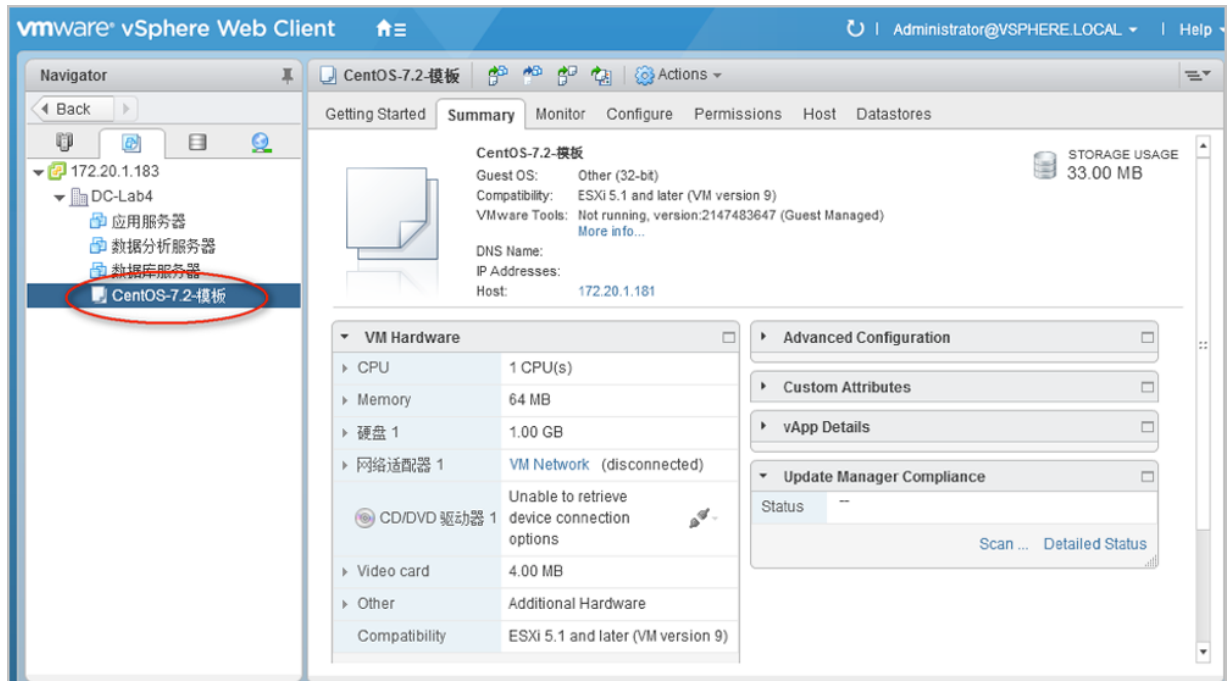 vmware® vSphere Web Client
Administrator@VSPHERE.LOCAL
Help
Navigator
CentOS-7.2-模板
Actions
Back
Getting Started Summary Monitor Configure Permissions Host Datastores
172.20.1.183
DC-Lab4
应用服务器
数据分析服务器
数据库服务器
CentOS-7.2-模板
CentOS-7.2-模板
Guest OS: Other (32-bit)
Compatibility: ESXi 5.1 and later (VM version 9)
VMware Tools: Not running, version:2147483647 (Guest Managed)
More info...
DNS Name:
IP Addresses:
Host: 172.20.1.181
STORAGE USAGE
33.00 MB
VM Hardware
CPU 1 CPU(s)
Memory 64 MB
硬盘 1 1.00 GB
网络适配器 1 VM Network (disconnected)
CD/DVD 驱动器 1 Unable to retrieve
device connection
options
Video card 4.00 MB
Other Additional Hardware
Compatibility ESXi 5.1 and later (VM version 9)
Advanced Configuration
Custom Attributes
vApp Details
Update Manager Compliance
Status --
Scan ... Detailed Status